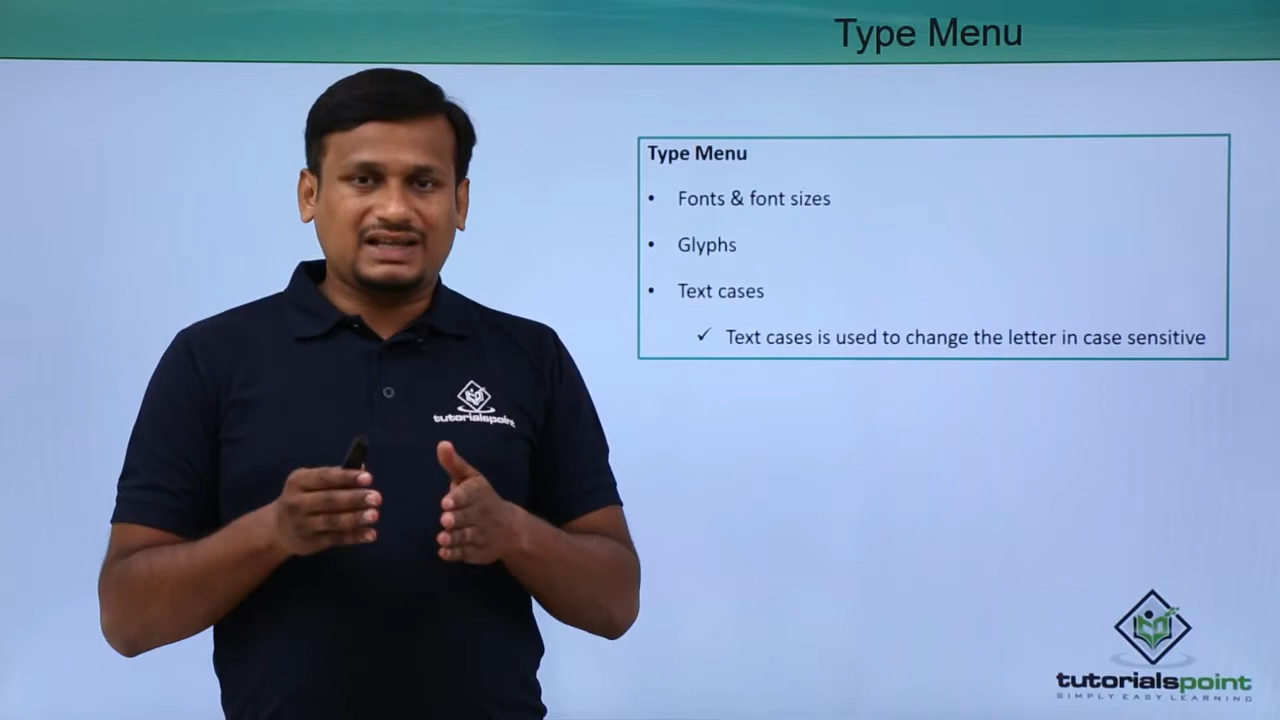 Type Menu
Type Menu
• Fonts & font sizes
• Glyphs
• Text cases
✓ Text cases is used to change the letter in case sensitive
tutorialspoint
tutorialspoint
SIMPLY EASY LEARNING